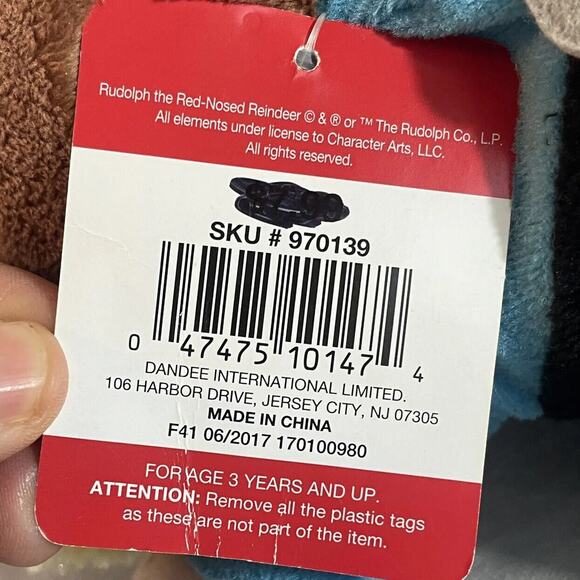 Rudolph the Red-Nosed Reindeer © & ® or ™ The Rudolph Co., L.P.
All elements under license to Character Arts, LLC.
All rights reserved.
SKU # 970139
0 47475 10147 4
DANDEE INTERNATIONAL LIMITED.
106 HARBOR DRIVE, JERSEY CITY, NJ 07305
MADE IN CHINA
F41 06/2017 170100980
FOR AGE 3 YEARS AND UP.
ATTENTION: Remove all the plastic tags
as these are not part of the item.